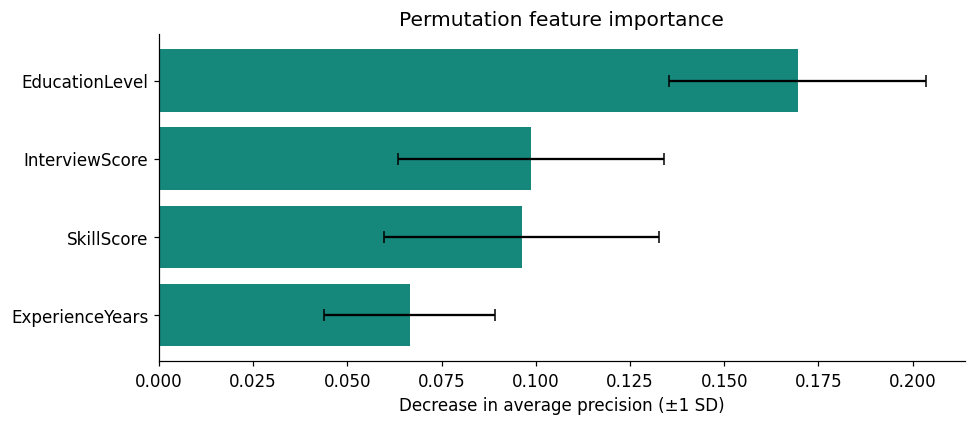 Permutation feature importance
EducationLevel
InterviewScore
SkillScore
ExperienceYears
0.000 0.025 0.050 0.075 0.100 0.125 0.150 0.175 0.200
Decrease in average precision (±1 SD)